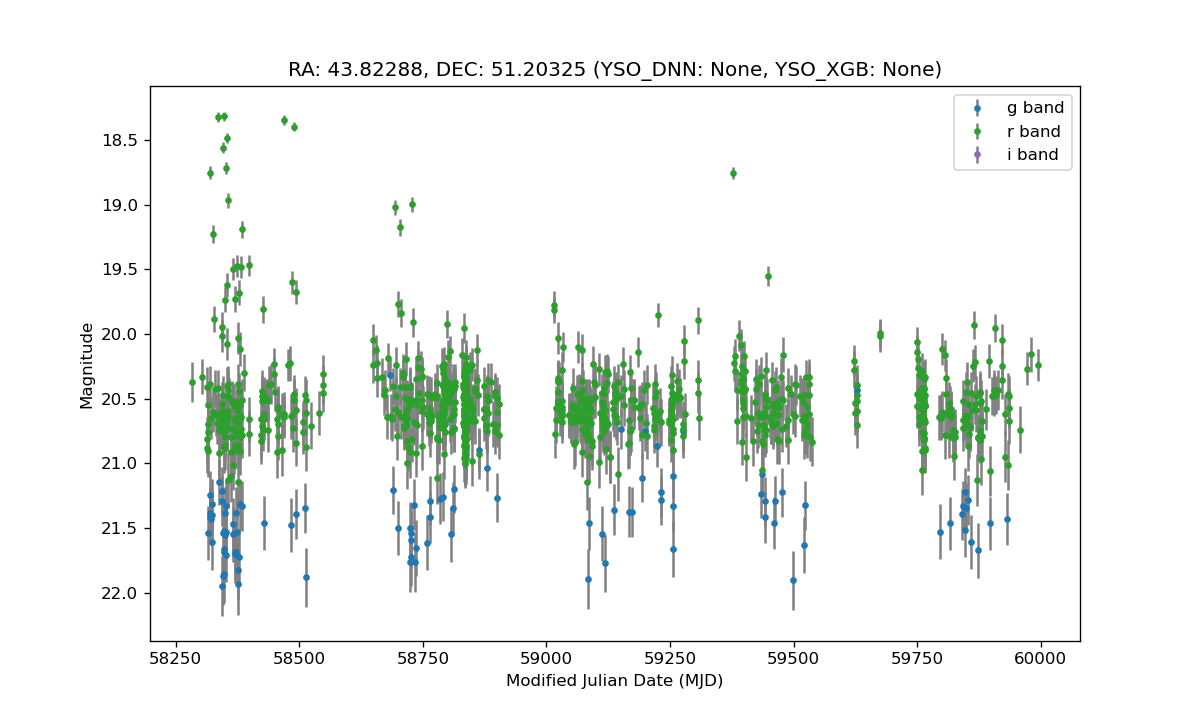 RA: 43.82288, DEC: 51.20325 (YSO_DNN: None, YSO_XGB: None)
g band
r band
i band
18.5
19.0
19.5
20.0
20.5
21.0
21.5
22.0
Magnitude
58250 58500 58750 59000 59250 59500 59750 60000
Modified Julian Date (MJD)